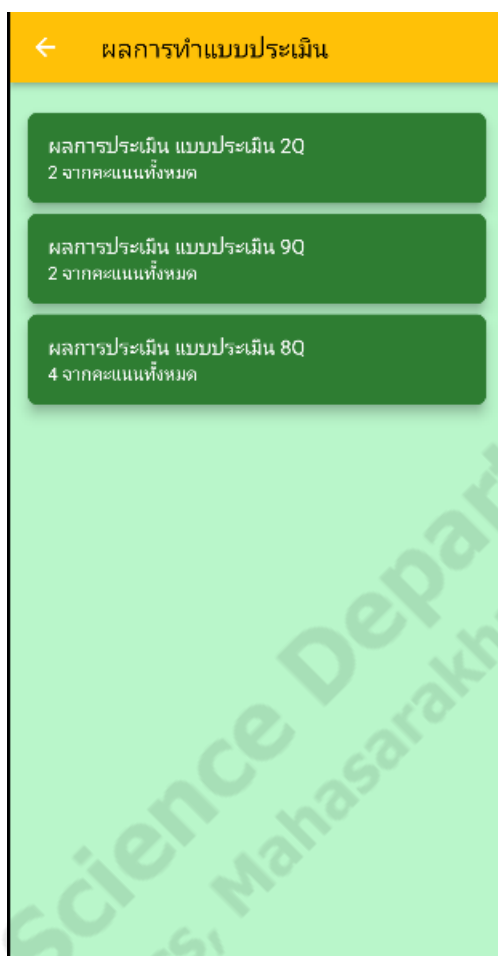 ผลการทำแบบประเมิน
ผลการประเมิน แบบประเมิน 2Q
2 จากคะแนนทั้งหมด
ผลการประเมิน แบบประเมิน 9Q
2 จากคะแนนทั้งหมด
ผลการประเมิน แบบประเมิน 8Q
4 จากคะแนนทั้งหมด
Science